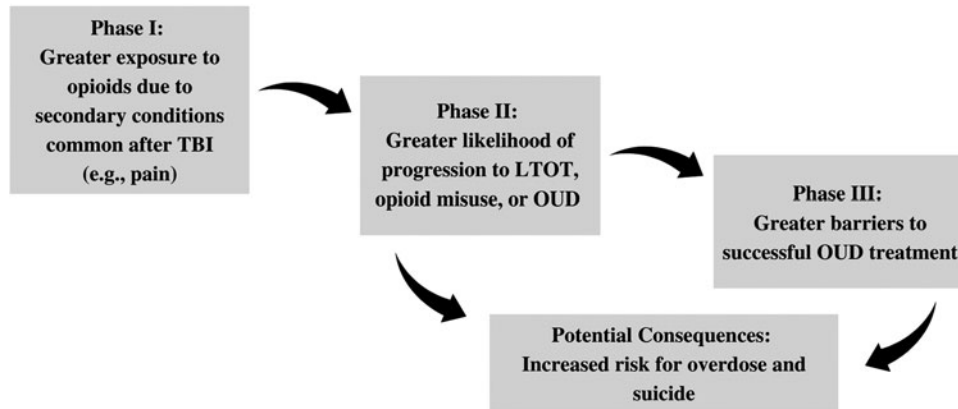 Phase I:
Greater exposure to
opioids due to
secondary conditions
common after TBI
(e.g., pain)
Phase II:
Greater likelihood of
progression to LTOT,
opioid misuse, or OUD
Phase III:
Greater barriers to
successful OUD treatment
Potential Consequences:
Increased risk for overdose and
suicide